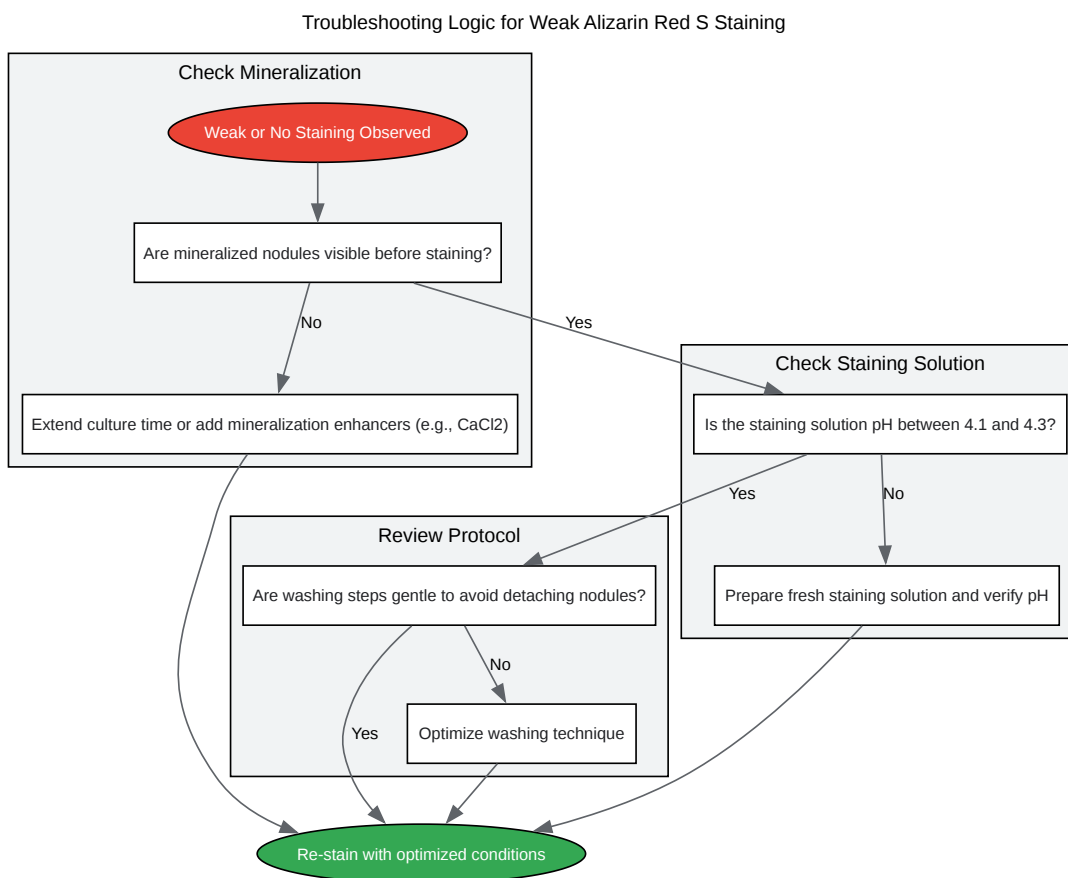 Troubleshooting Logic for Weak Alizarin Red S Staining
Check Mineralization
Weak or No Staining Observed
Are mineralized nodules visible before staining?
No
Yes
Extend culture time or add mineralization enhancers (e.g., CaCl2)
Check Staining Solution
Is the staining solution pH between 4.1 and 4.3?
Yes
No
Review Protocol
Are washing steps gentle to avoid detaching nodules?
Prepare fresh staining solution and verify pH
No
Yes
Optimize washing technique
Re-stain with optimized conditions